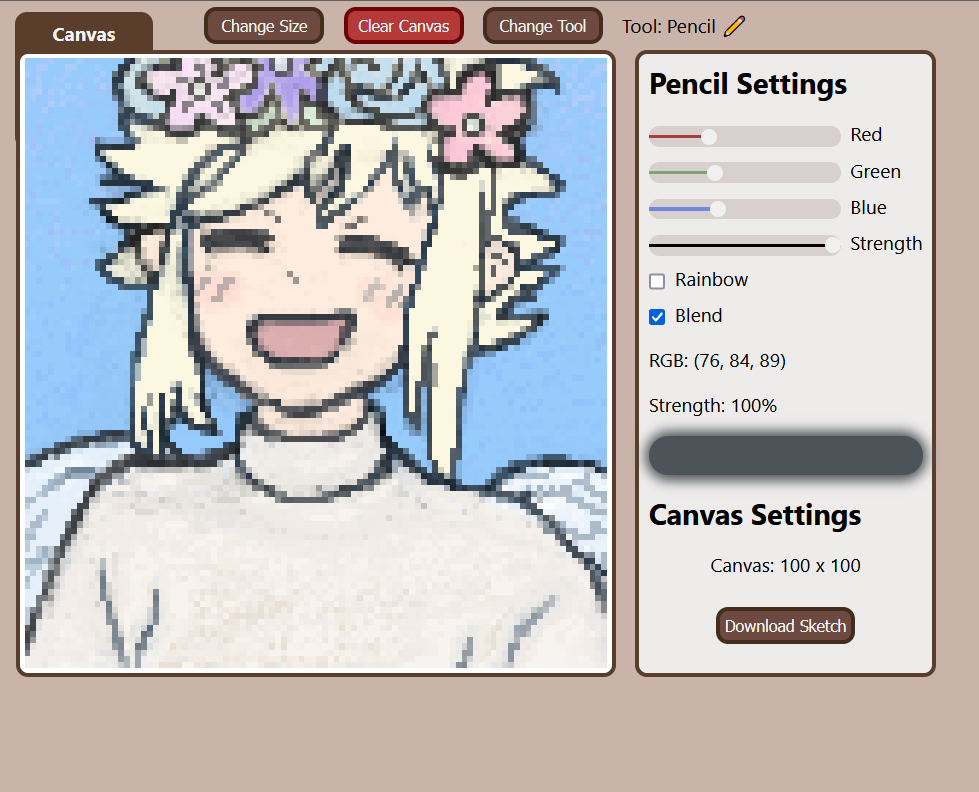 Canvas
Change Size
Clear Canvas
Change Tool
Tool: Pencil
Pencil Settings
Red
Green
Blue
Strength
Rainbow
Blend
RGB: (76, 84, 89)
Strength: 100%
Canvas Settings
Canvas: 100 x 100
Download Sketch